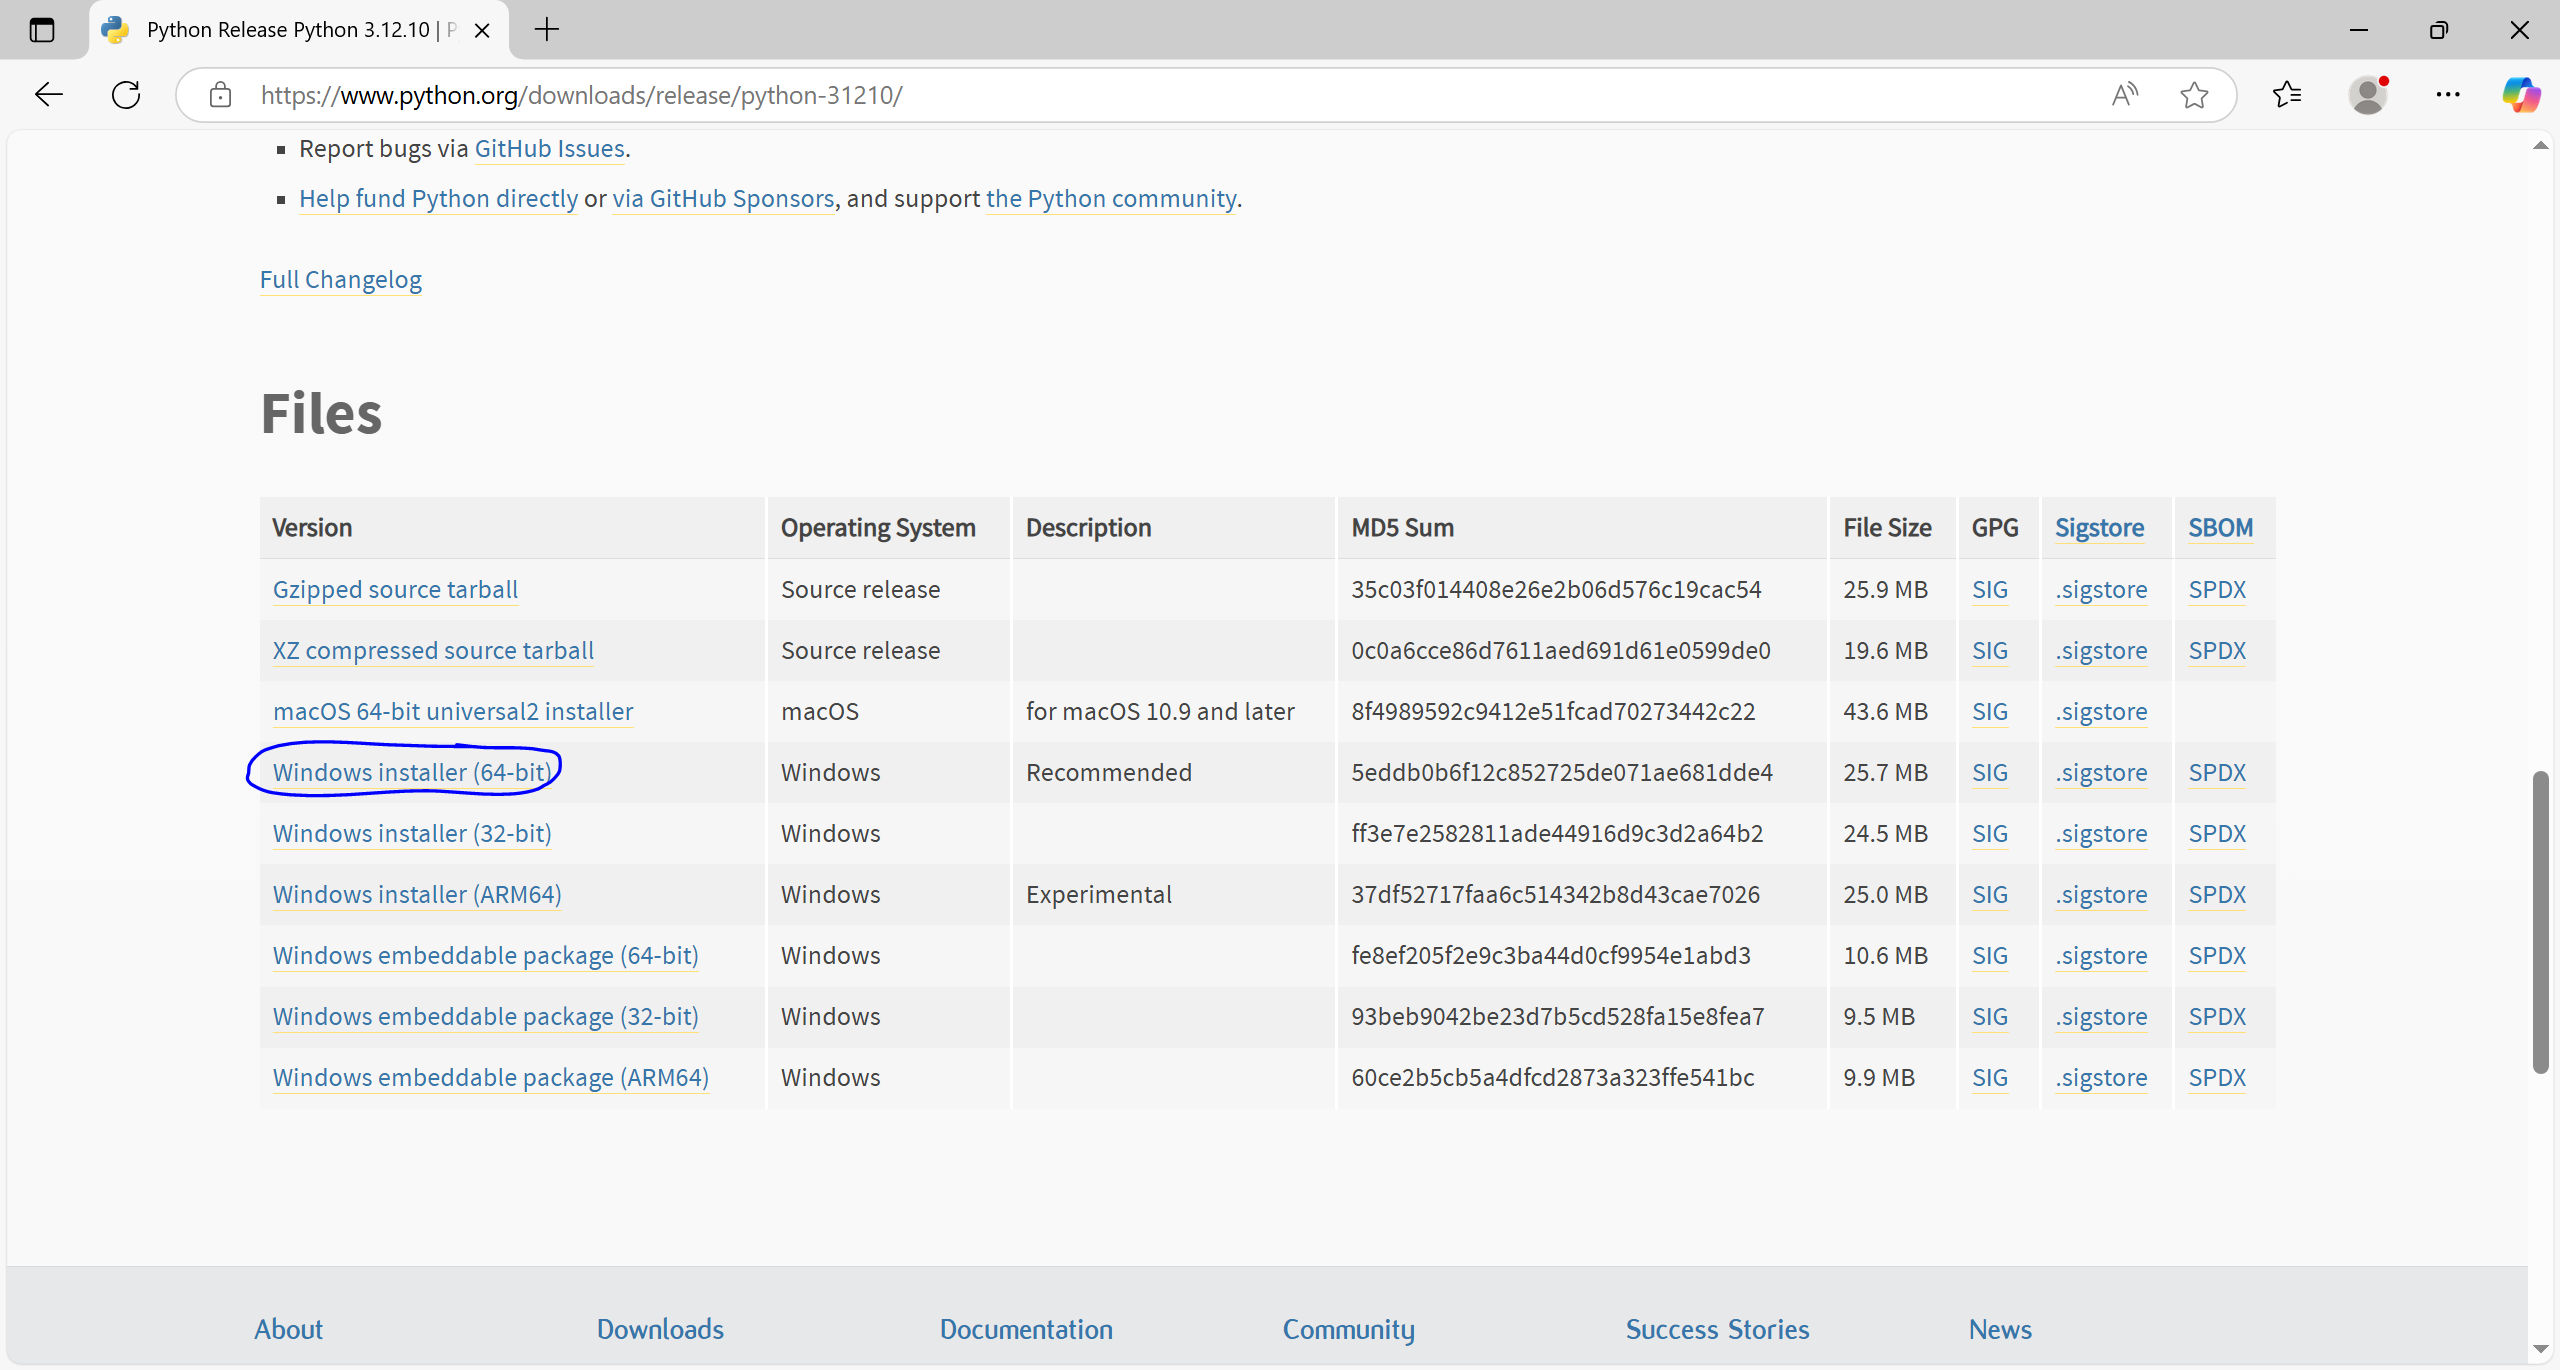 Python Release Python 3.12.10 | P
https://www.python.org/downloads/release/python-31210/
Report bugs via GitHub Issues.
Help fund Python directly or via GitHub Sponsors, and support the Python community.
Full Changelog
Files
Version Operating System Description MD5 Sum File Size GPG Sigstore SBOM
Gzipped source tarball Source release 35c03f014408e26e2b06d576c19cac54 25.9 MB SIG .sigstore SPDX
XZ compressed source tarball Source release 0c0a6cce86d7611aed691d61e0599de0 19.6 MB SIG .sigstore SPDX
macOS 64-bit universal2 installer macOS for macOS 10.9 and later 8f4989592c9412e51fcad70273442c22 43.6 MB SIG .sigstore
Windows installer (64-bit) Windows Recommended 5eddb0b6f12c852725de071ae681dde4 25.7 MB SIG .sigstore SPDX
Windows installer (32-bit) Windows ff3e7e2582811ade44916d9c3d2a64b2 24.5 MB SIG .sigstore SPDX
Windows installer (ARM64) Windows Experimental 37df52717faa6c514342b8d43cae7026 25.0 MB SIG .sigstore SPDX
Windows embeddable package (64-bit) Windows fe8ef205f2e9c3ba44d0cf9954e1abd3 10.6 MB SIG .sigstore SPDX
Windows embeddable package (32-bit) Windows 93beb9042be23d7b5cd528fa15e8fea7 9.5 MB SIG .sigstore SPDX
Windows embeddable package (ARM64) Windows 60ce2b5cb5a4dfcd2873a323ffe541bc 9.9 MB SIG .sigstore SPDX
About Downloads Documentation Community Success Stories News